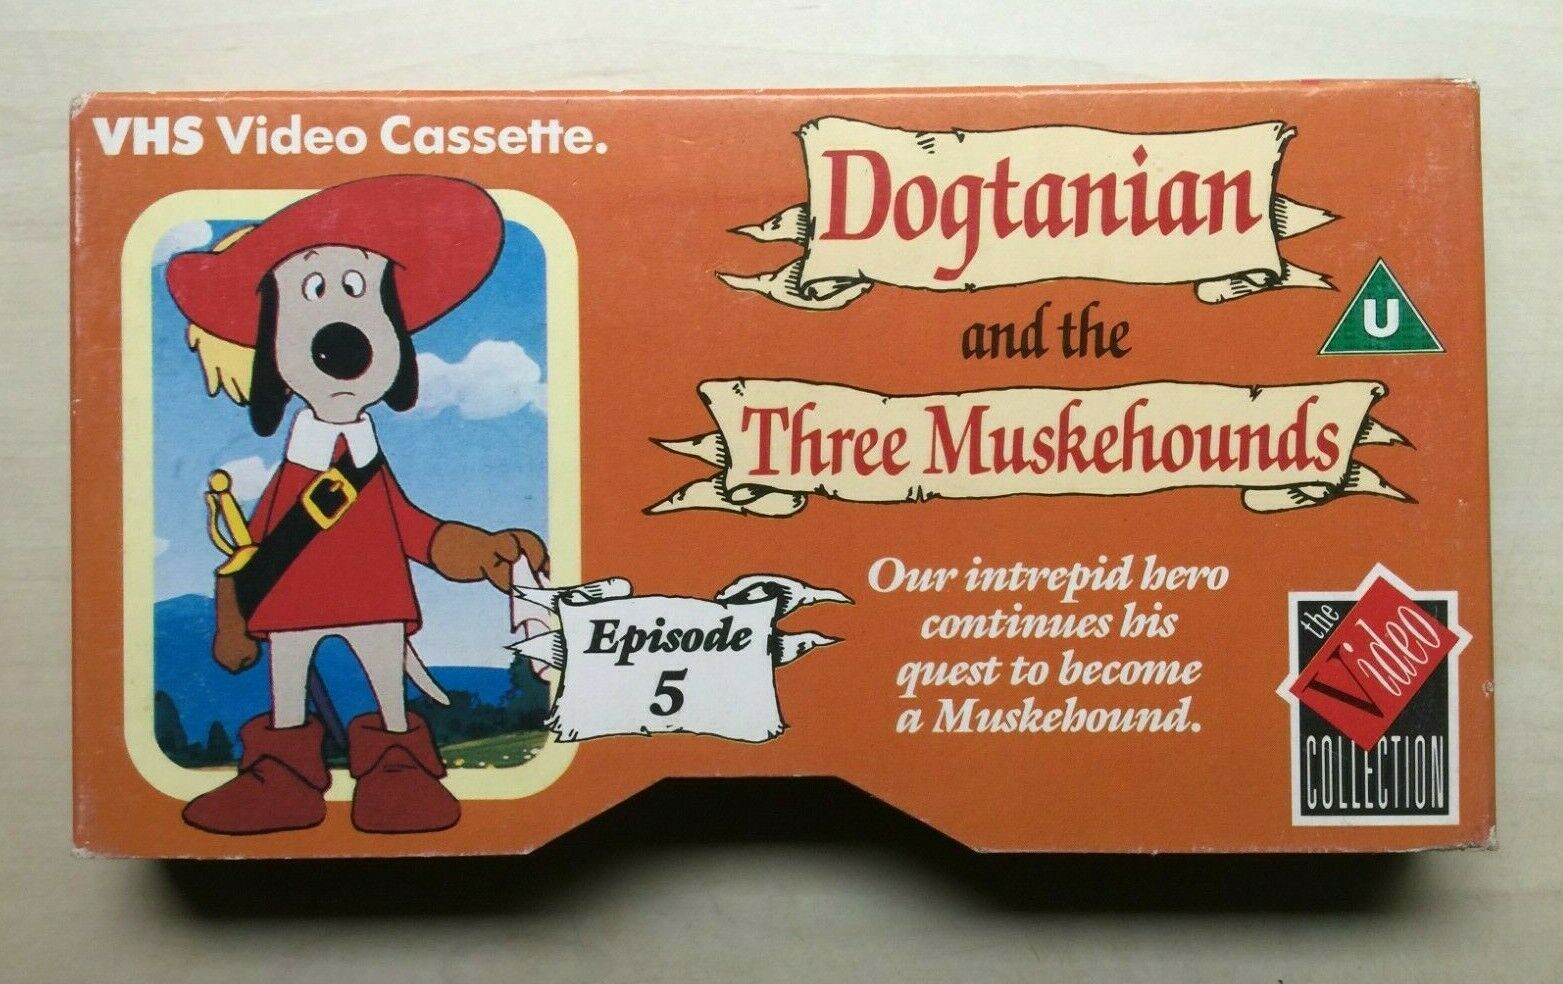 VHS Video Cassette.
Dogtanian
and the
Three Muskehounds
U
Our intrepid hero
continues his
quest to become
a Muskehound.
Episode
5
the
Video
COLLECTION